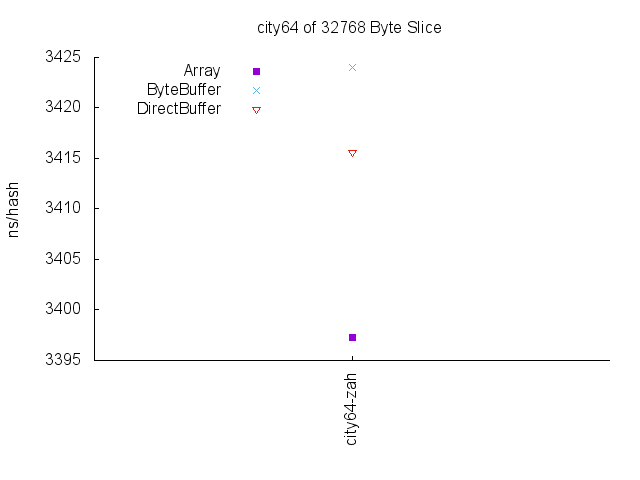 city64 of 32768 Byte Slice
3425
3420
3415
3410
3405
3400
3395
ns/hash
Array
ByteBuffer
DirectBuffer
city64-zah